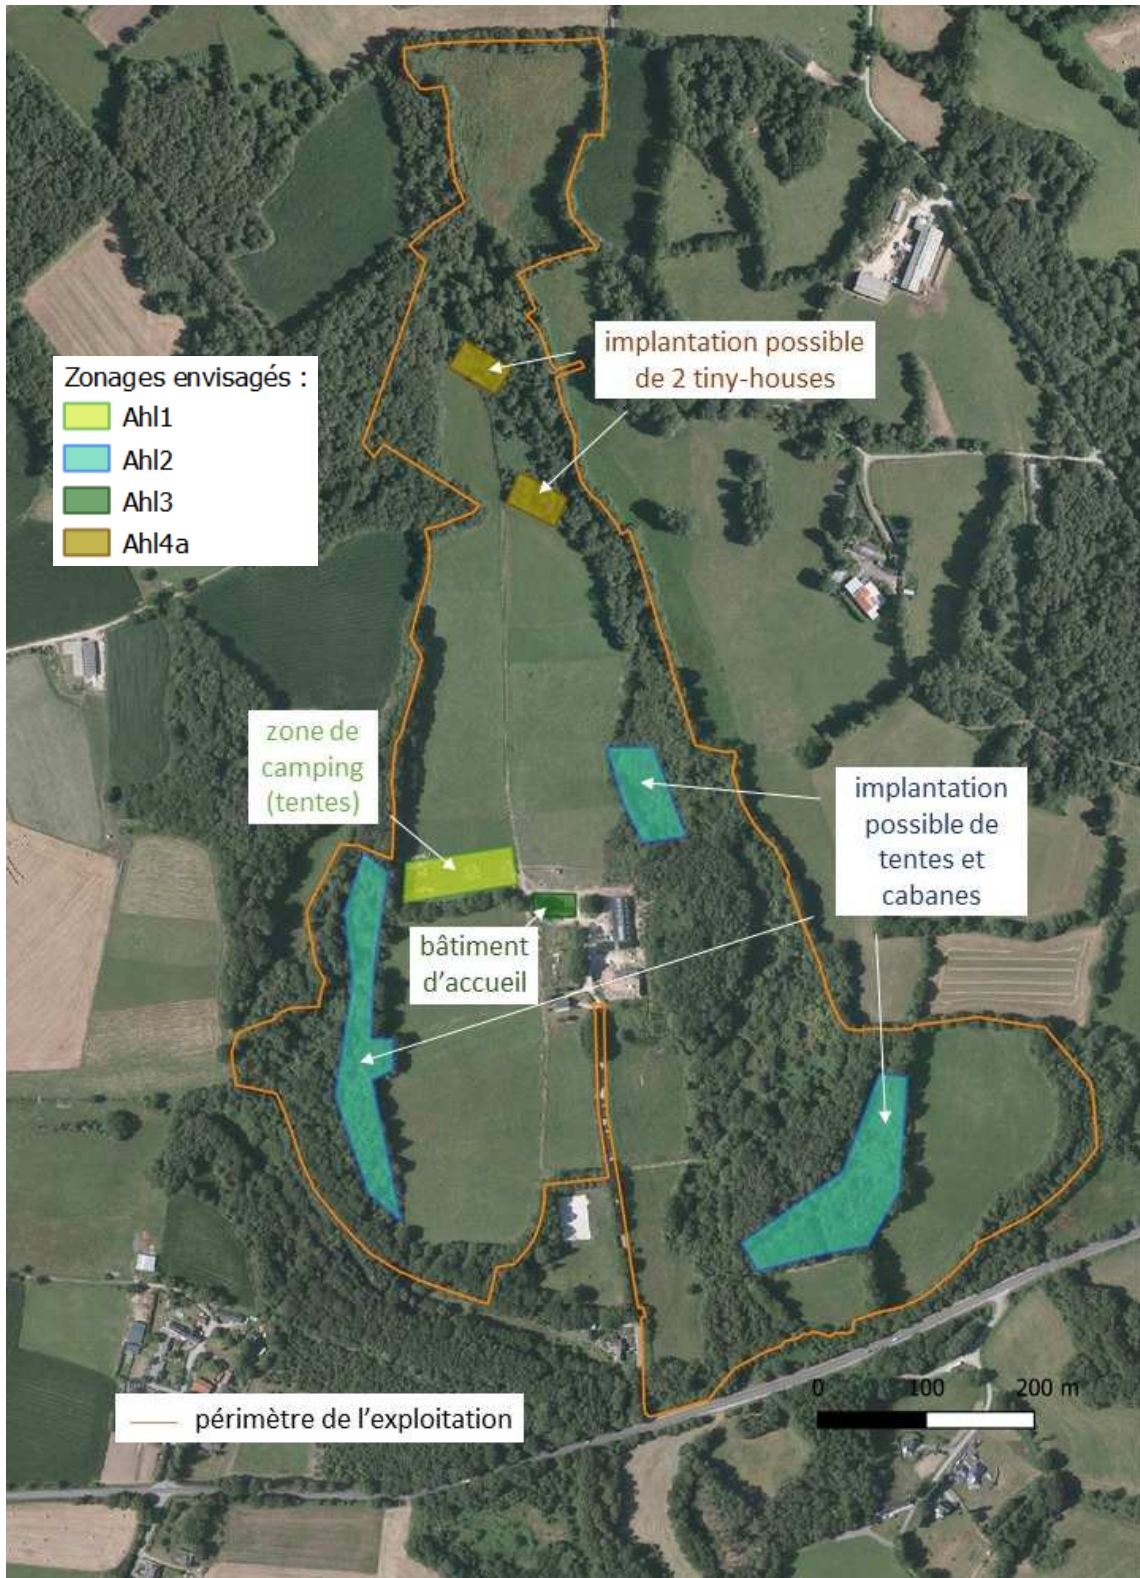 implantation possible
de 2 tiny-houses
Zonages envisagés :
Ahl1
Ahl2
Ahl3
Ahl4a
zone de
camping
(tentes)
implantation
possible de
tentes et
cabanes
bâtiment
d'accueil
périmètre de l'exploitation
0 100 200 m